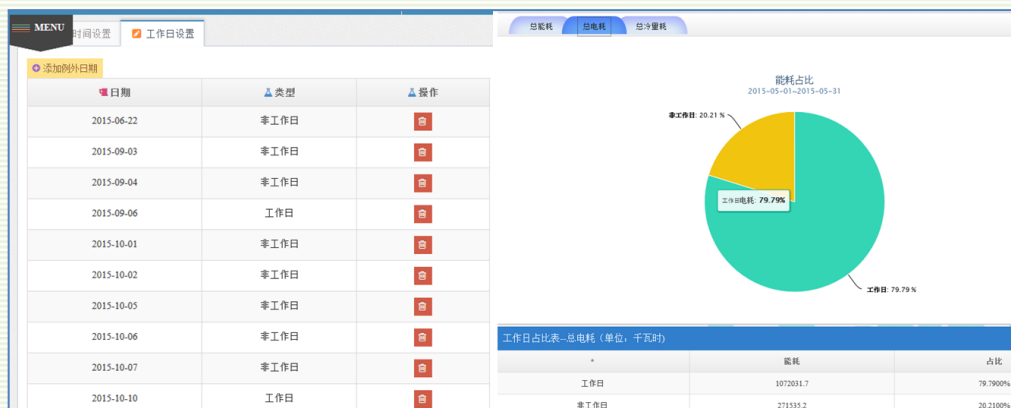 MENU
时间设置
工作日设置
添加例外日期
日期 类型 操作
2015-06-22 非工作日
2015-09-03 非工作日
2015-09-04 非工作日
2015-09-06 工作日
2015-10-01 非工作日
2015-10-02 非工作日
2015-10-05 非工作日
2015-10-06 非工作日
2015-10-07 非工作日
2015-10-10 工作日
总能耗 总电耗 总冷量耗
能耗占比
2015-05-01~2015-05-31
非工作日: 20.21 %
工作日电耗: 79.79%
工作日: 79.79 %
工作日占比表--总电耗（单位：千瓦时)
* 能耗 占比
工作日 1072031.7 79.7900%
非工作日 271535.2 20.2100%